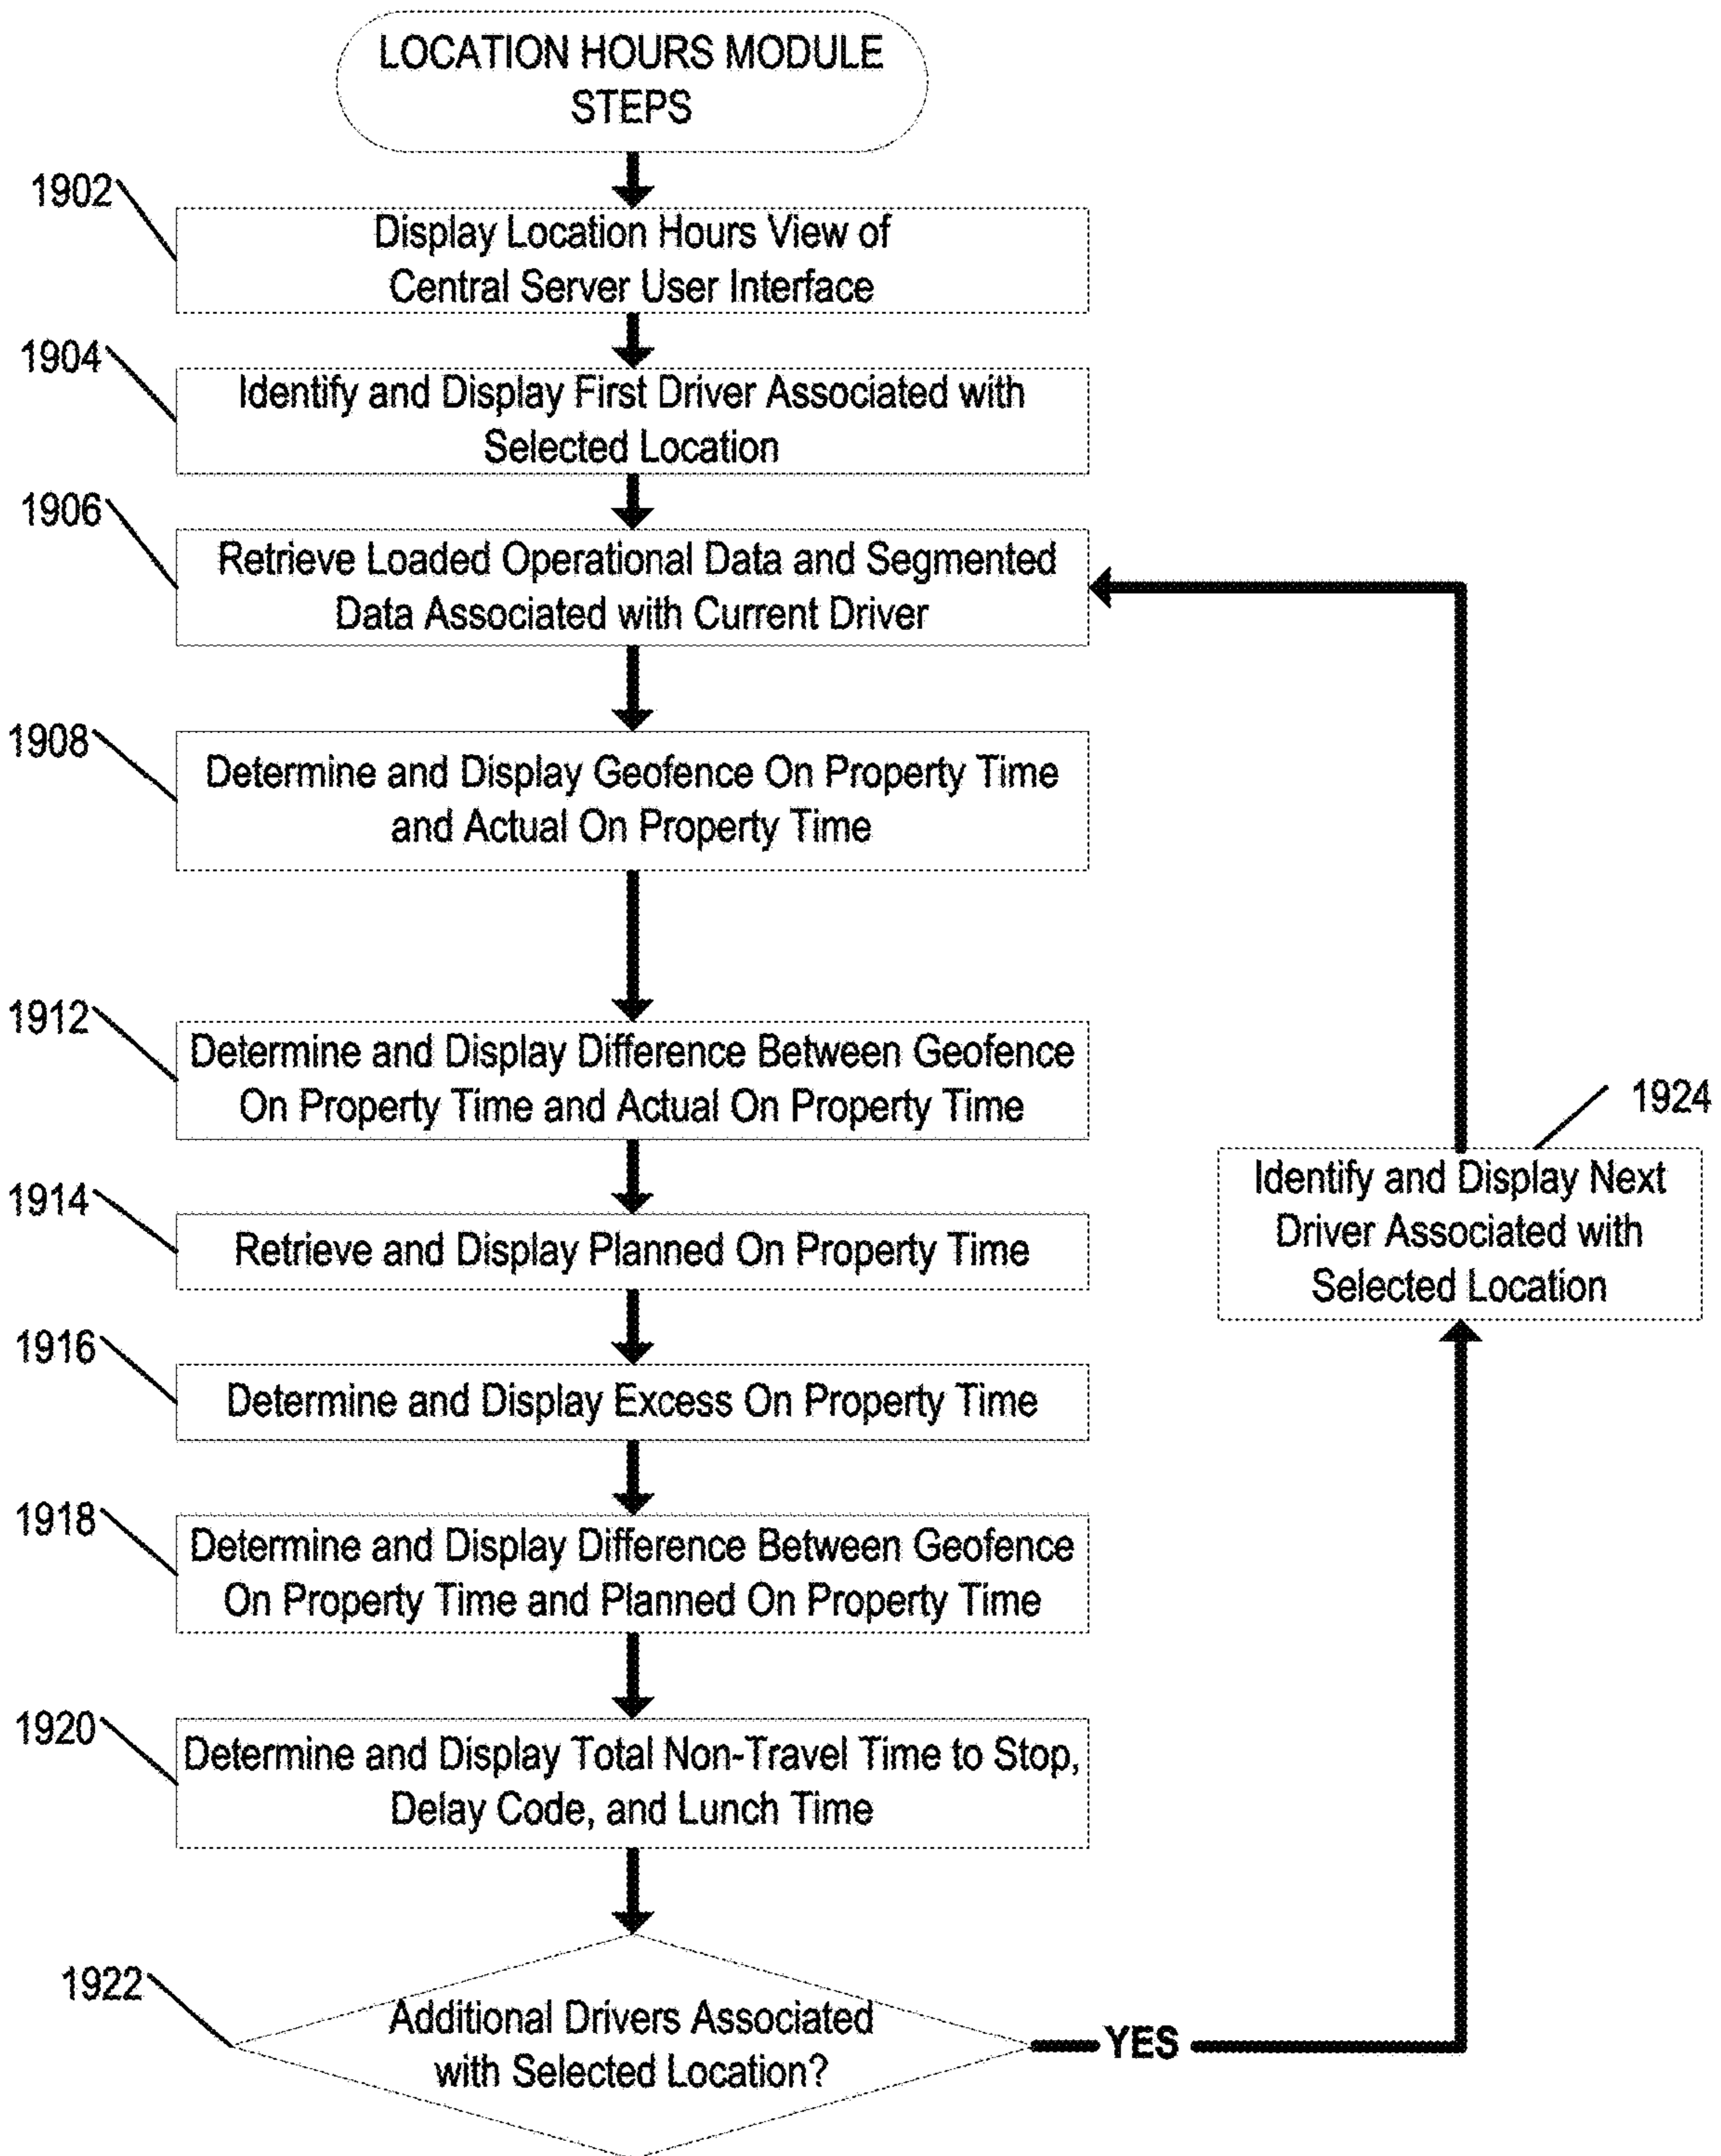 LOCATION HOURS MODULE
STEPS
1902
Display Location Hours View of
Central Server User Interface
1904
Identify and Display First Driver Associated with
Selected Location
1906
Retrieve Loaded Operational Data and Segmented
Data Associated with Current Driver
1908
Determine and Display Geofence On Property Time
and Actual On Property Time
1912
Determine and Display Difference Between Geofence
On Property Time and Actual On Property Time
1914
Retrieve and Display Planned On Property Time
1916
Determine and Display Excess On Property Time
1918
Determine and Display Difference Between Geofence
On Property Time and Planned On Property Time
1920
Determine and Display Total Non-Travel Time to Stop,
Delay Code, and Lunch Time
1922
Additional Drivers Associated
with Selected Location?
YES
1924
Identify and Display Next
Driver Associated with
Selected Location